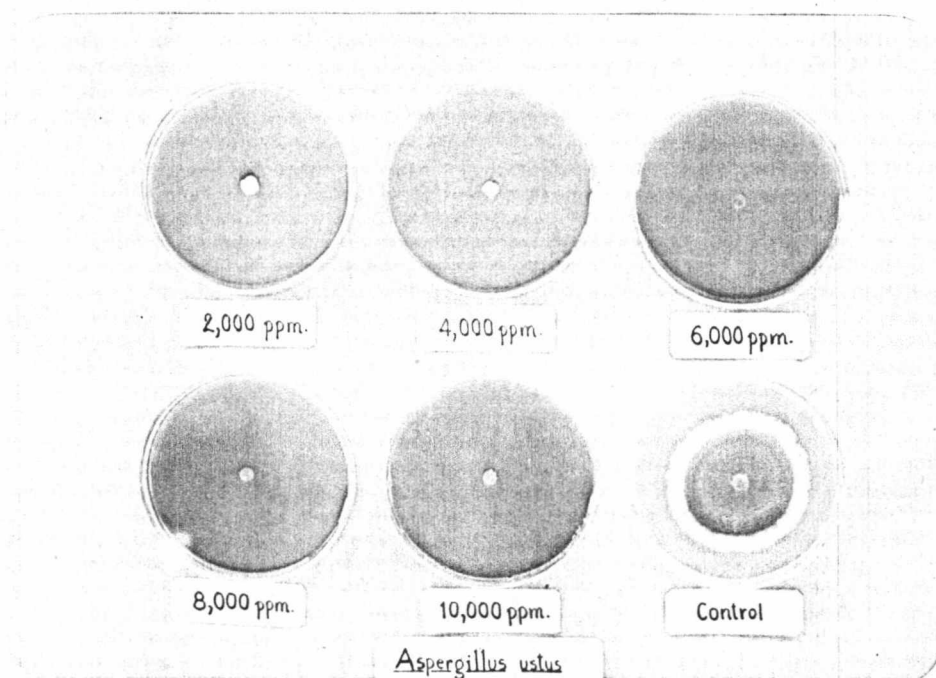 2,000 ppm.
4,000 ppm.
6,000 ppm.
8,000 ppm.
10,000 ppm.
Control
Aspergillus ustus